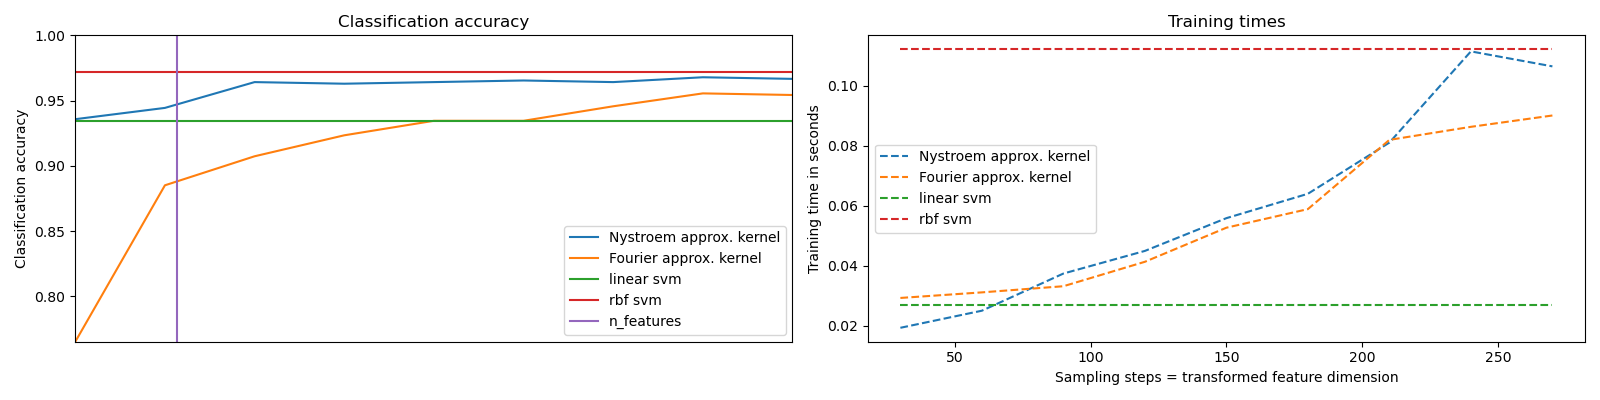 Classification accuracy
Classification accuracy
1.00
0.95
0.90
0.85
0.80
Nystroem approx. kernel
Fourier approx. kernel
linear svm
rbf svm
n_features
Training times
Training time in seconds
0.10
0.08
0.06
0.04
0.02
Nystroem approx. kernel
Fourier approx. kernel
linear svm
rbf svm
50 100 150 200 250
Sampling steps = transformed feature dimension